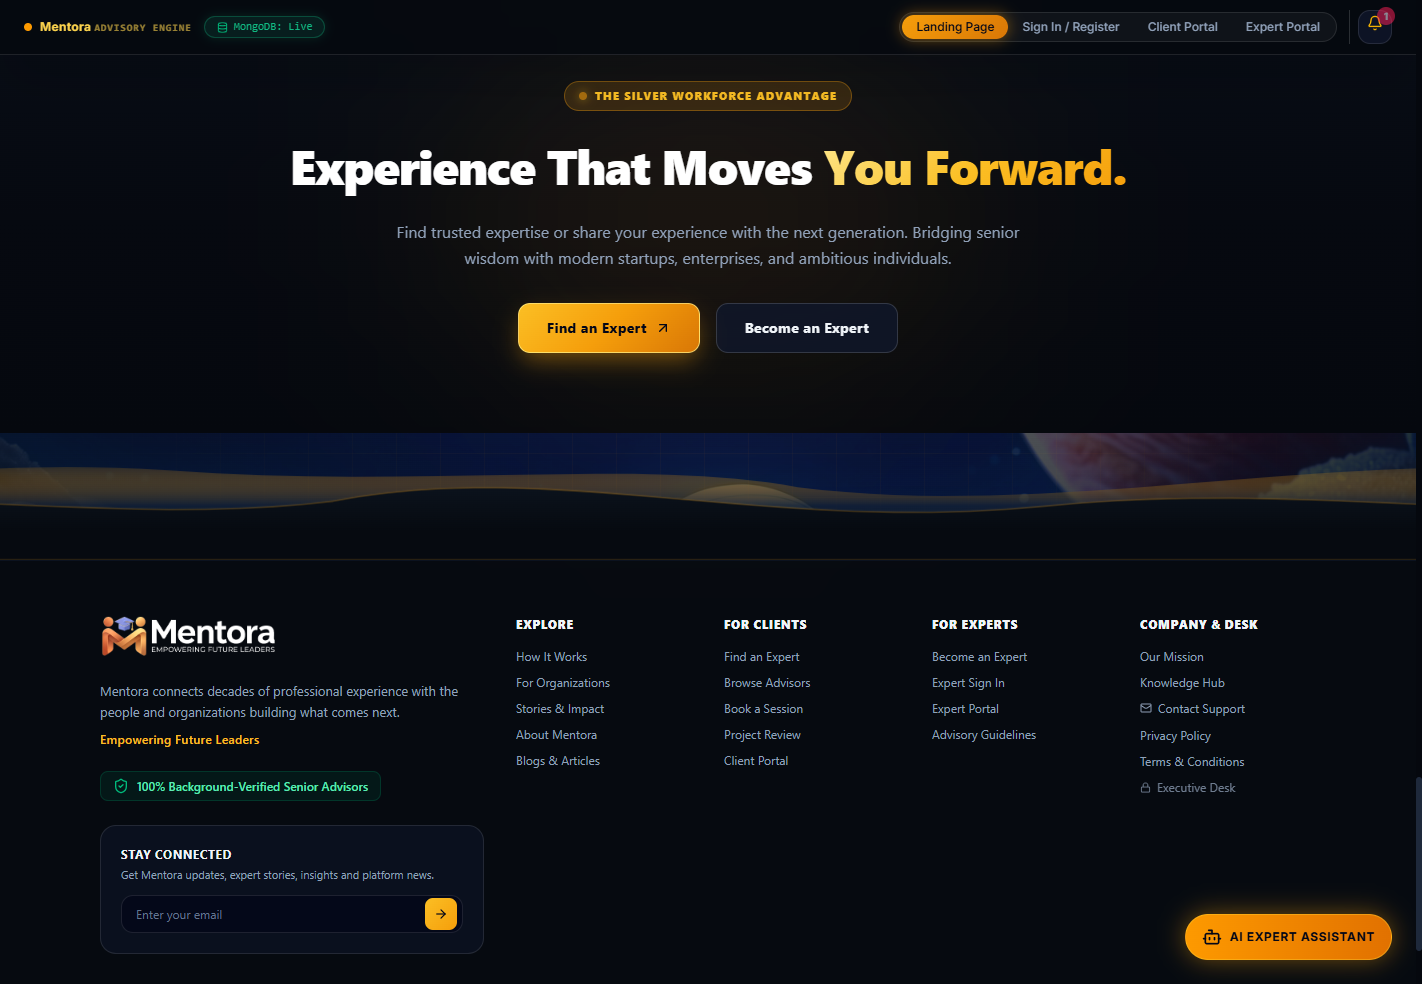 Mentora ADVISORY ENGINE
MongoDB: Live
Landing Page
Sign In / Register
Client Portal
Expert Portal
1
THE SILVER WORKFORCE ADVANTAGE
Experience That Moves You Forward.
Find trusted expertise or share your experience with the next generation. Bridging senior
wisdom with modern startups, enterprises, and ambitious individuals.
Find an Expert
Become an Expert
Mentora
EMPOWERING FUTURE LEADERS
Mentora connects decades of professional experience with the
people and organizations building what comes next.
Empowering Future Leaders
100% Background-Verified Senior Advisors
STAY CONNECTED
Get Mentora updates, expert stories, insights and platform news.
Enter your email
EXPLORE
How It Works
For Organizations
Stories & Impact
About Mentora
Blogs & Articles
FOR CLIENTS
Find an Expert
Browse Advisors
Book a Session
Project Review
Client Portal
FOR EXPERTS
Become an Expert
Expert Sign In
Expert Portal
Advisory Guidelines
COMPANY & DESK
Our Mission
Knowledge Hub
Contact Support
Privacy Policy
Terms & Conditions
Executive Desk
AI EXPERT ASSISTANT